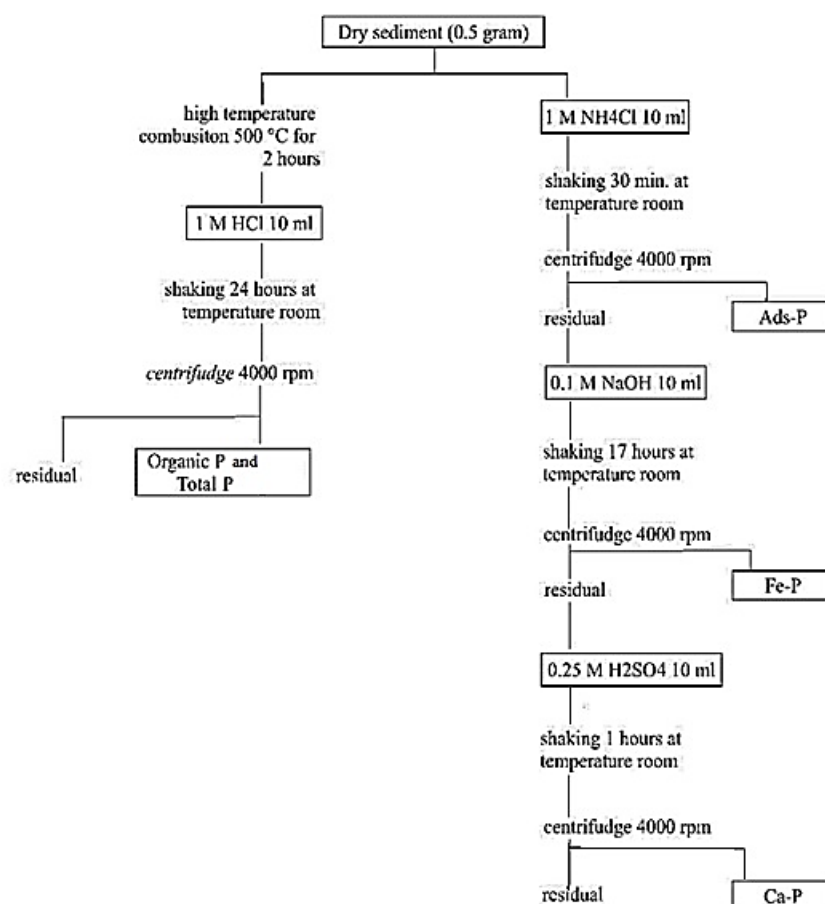 Dry sediment (0.5 gram)
high temperature
combusiton 500 °C for
2 hours
1 M HCl 10 ml
shaking 24 hours at
temperature room
centrifudge 4000 rpm
residual
Organic P and
Total P
1 M NH4Cl 10 ml
shaking 30 min. at
temperature room
centrifudge 4000 rpm
residual
Ads-P
0.1 M NaOH 10 ml
shaking 17 hours at
temperature room
centrifudge 4000 rpm
residual
Fe-P
0.25 M H2SO4 10 ml
shaking 1 hours at
temperature room
centrifudge 4000 rpm
residual
Ca-P